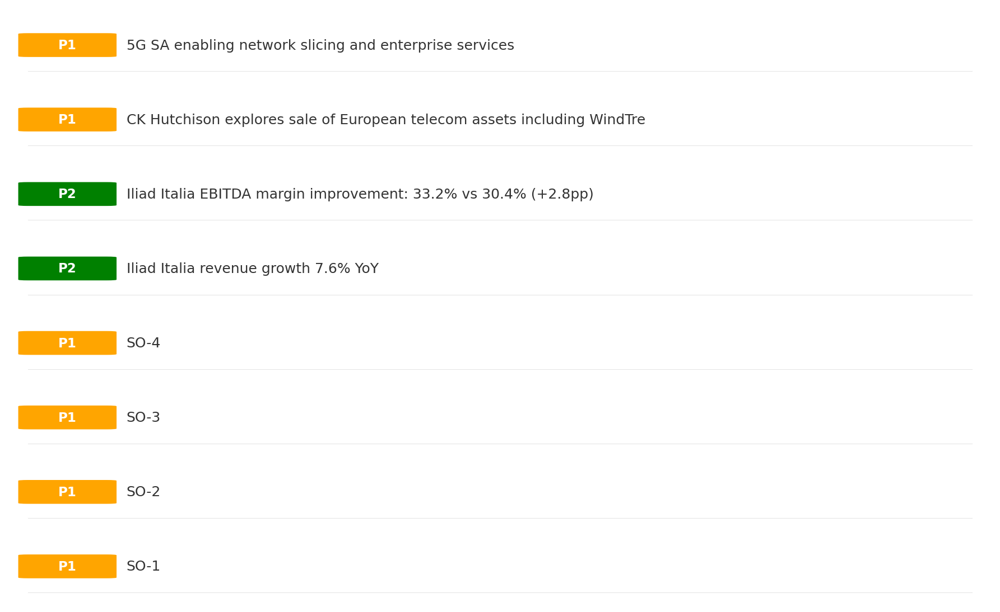 P1 5G SA enabling network slicing and enterprise services
P1 CK Hutchison explores sale of European telecom assets including WindTre
P2 Iliad Italia EBITDA margin improvement: 33.2% vs 30.4% (+2.8pp)
P2 Iliad Italia revenue growth 7.6% YoY
P1 SO-4
P1 SO-3
P1 SO-2
P1 SO-1